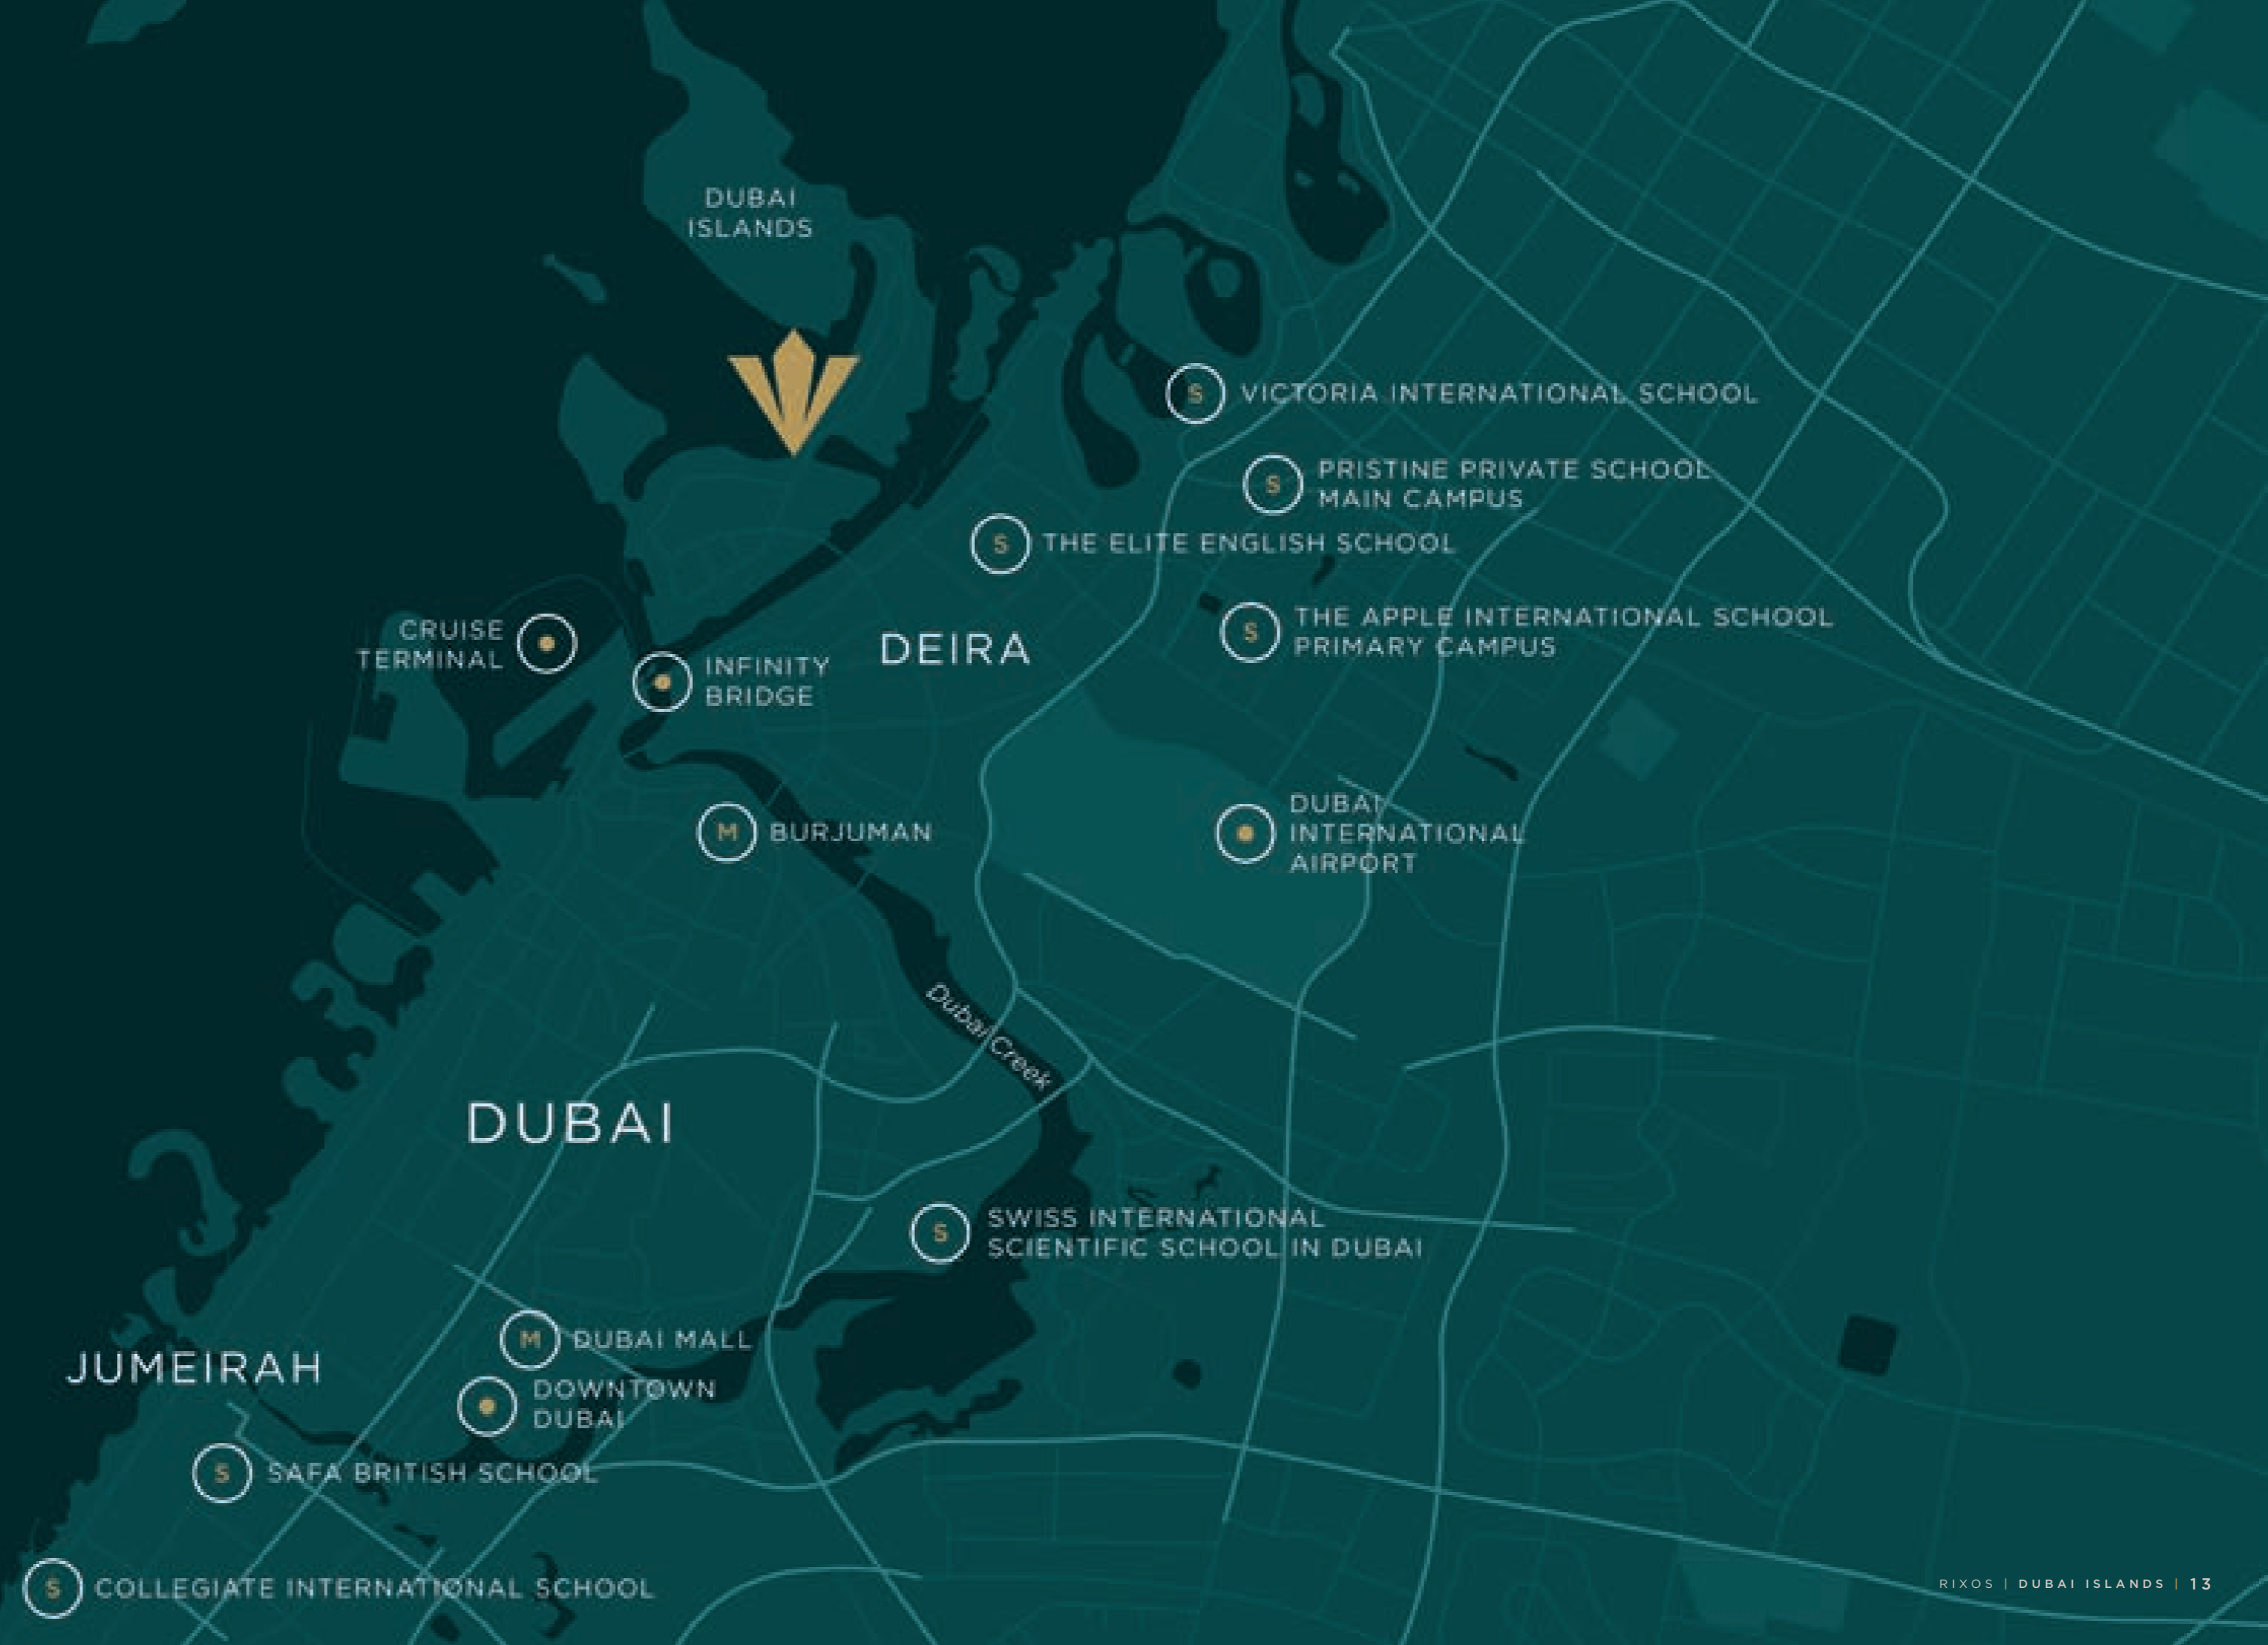 DUBAI
ISLANDS
S VICTORIA INTERNATIONAL SCHOOL
S PRISTINE PRIVATE SCHOOL
MAIN CAMPUS
S THE ELITE ENGLISH SCHOOL
S THE APPLE INTERNATIONAL SCHOOL
PRIMARY CAMPUS
CRUISE
TERMINAL
DEIRA
INFINITY
BRIDGE
M BURJUMAN
DUBAI
INTERNATIONAL
AIRPORT
Dubai Creek
DUBAI
S SWISS INTERNATIONAL
SCIENTIFIC SCHOOL IN DUBAI
M DUBAI MALL
JUMEIRAH
DOWNTOWN
DUBAI
S SAFA BRITISH SCHOOL
S COLLEGIATE INTERNATIONAL SCHOOL
RIXOS | DUBAI ISLANDS | 13